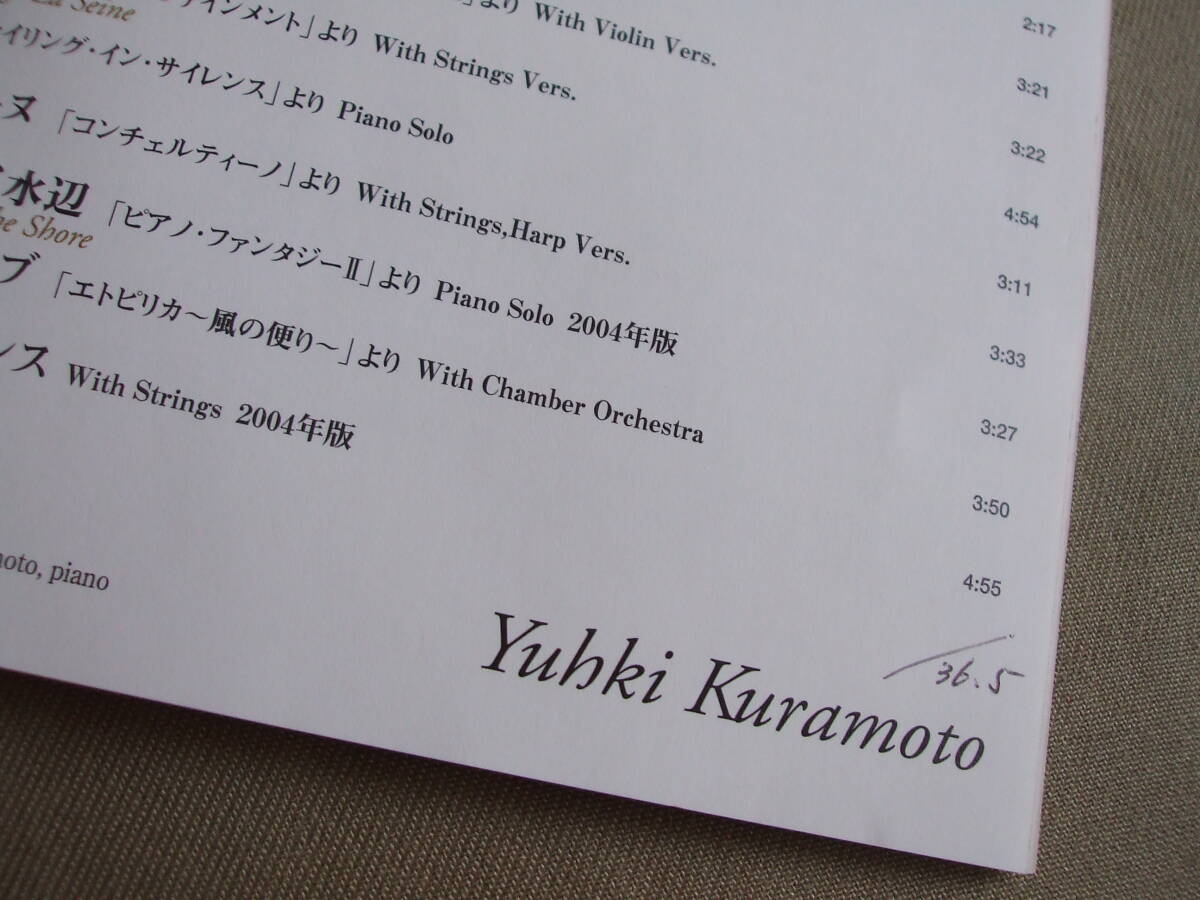 より With Violin Vers. 2:17
La Seine
インメント」より With Strings Vers. 3:21
イリング・イン・サイレンス」より Piano Solo 3:22
ヌ 「コンチェルティーノ」より With Strings,Harp Vers. 4:54
水辺 「ピアノ・ファンタジーⅡ」より Piano Solo 2004年版 3:11
he Shore
ブ 「エトピリカ〜風の便り〜」より With Chamber Orchestra 3:33
ンス With Strings 2004年版 3:27
3:50
4:55
moto, piano
36.5
Yuhki Kuramoto